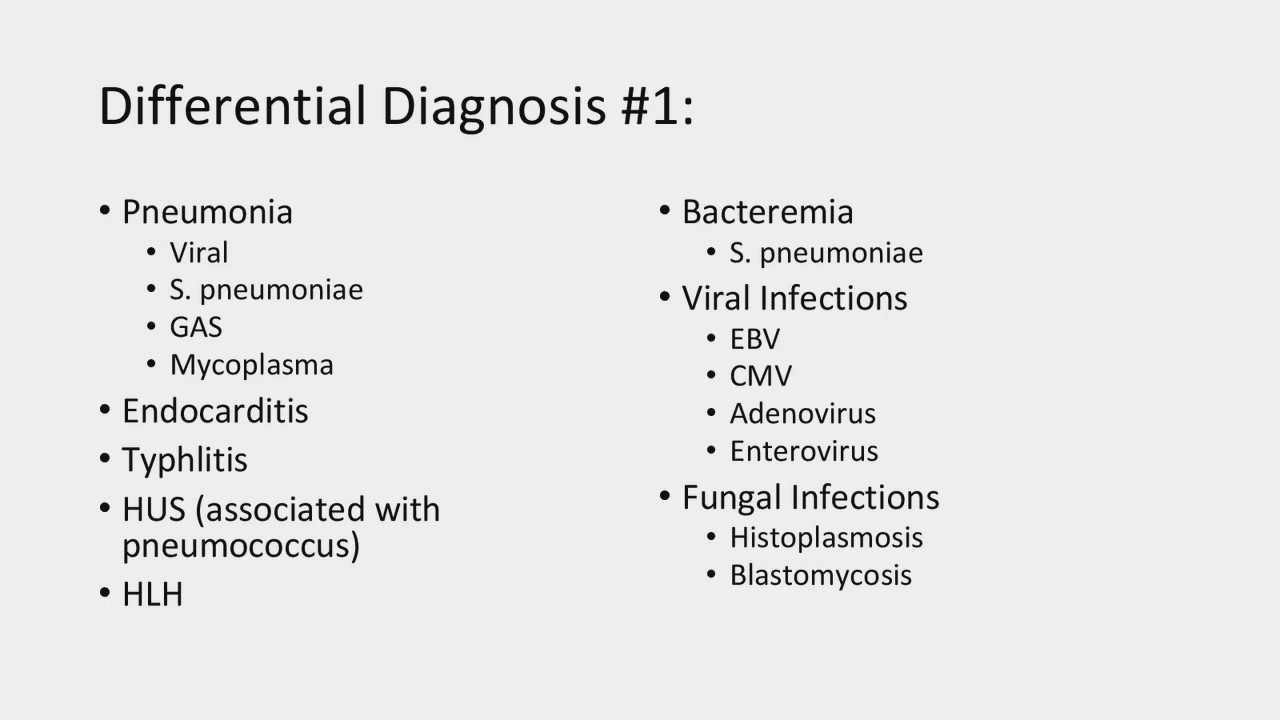 Differential Diagnosis #1:
• Pneumonia
• Viral
• S. pneumoniae
• GAS
• Mycoplasma
• Endocarditis
• Typhlitis
• HUS (associated with
pneumococcus)
• HLH
• Bacteremia
• S. pneumoniae
• Viral Infections
• EBV
• CMV
• Adenovirus
• Enterovirus
• Fungal Infections
• Histoplasmosis
• Blastomycosis